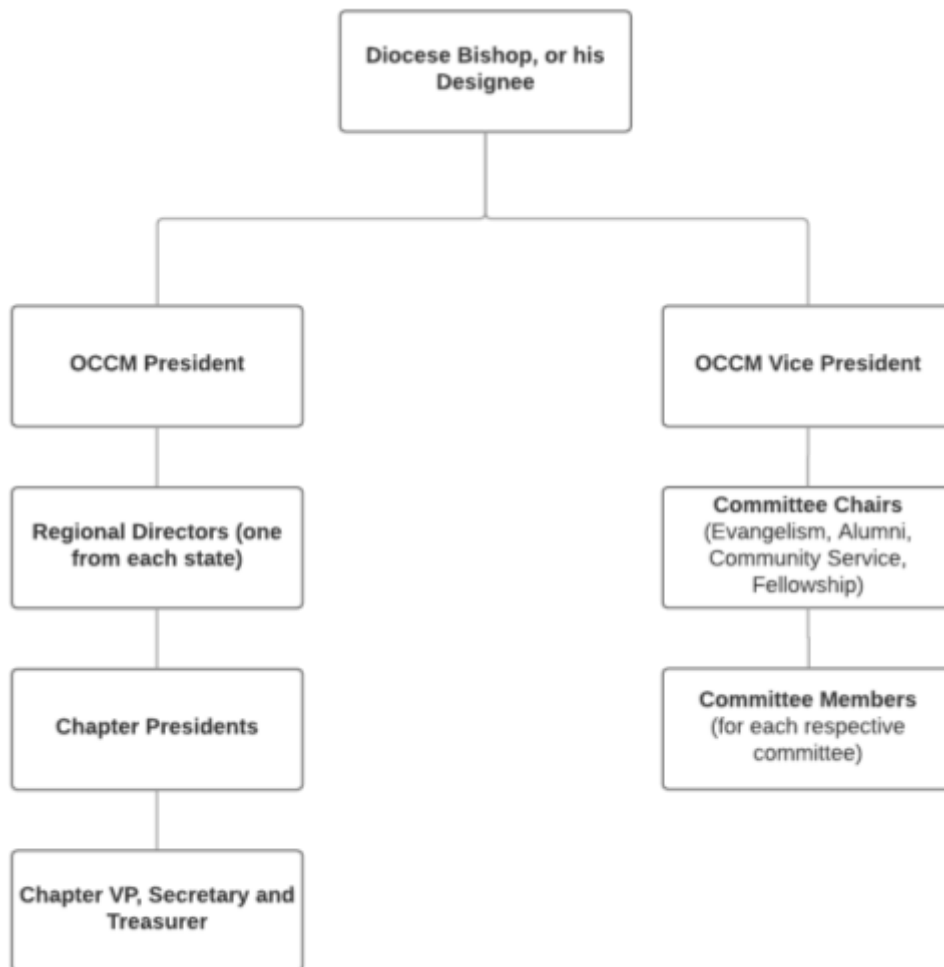 Diocese Bishop, or his
Designee
OCCM President
OCCM Vice President
Regional Directors (one
from each state)
Committee Chairs
(Evangelism, Alumni,
Community Service,
Fellowship)
Chapter Presidents
Committee Members
(for each respective
committee)
Chapter VP, Secretary and
Treasurer